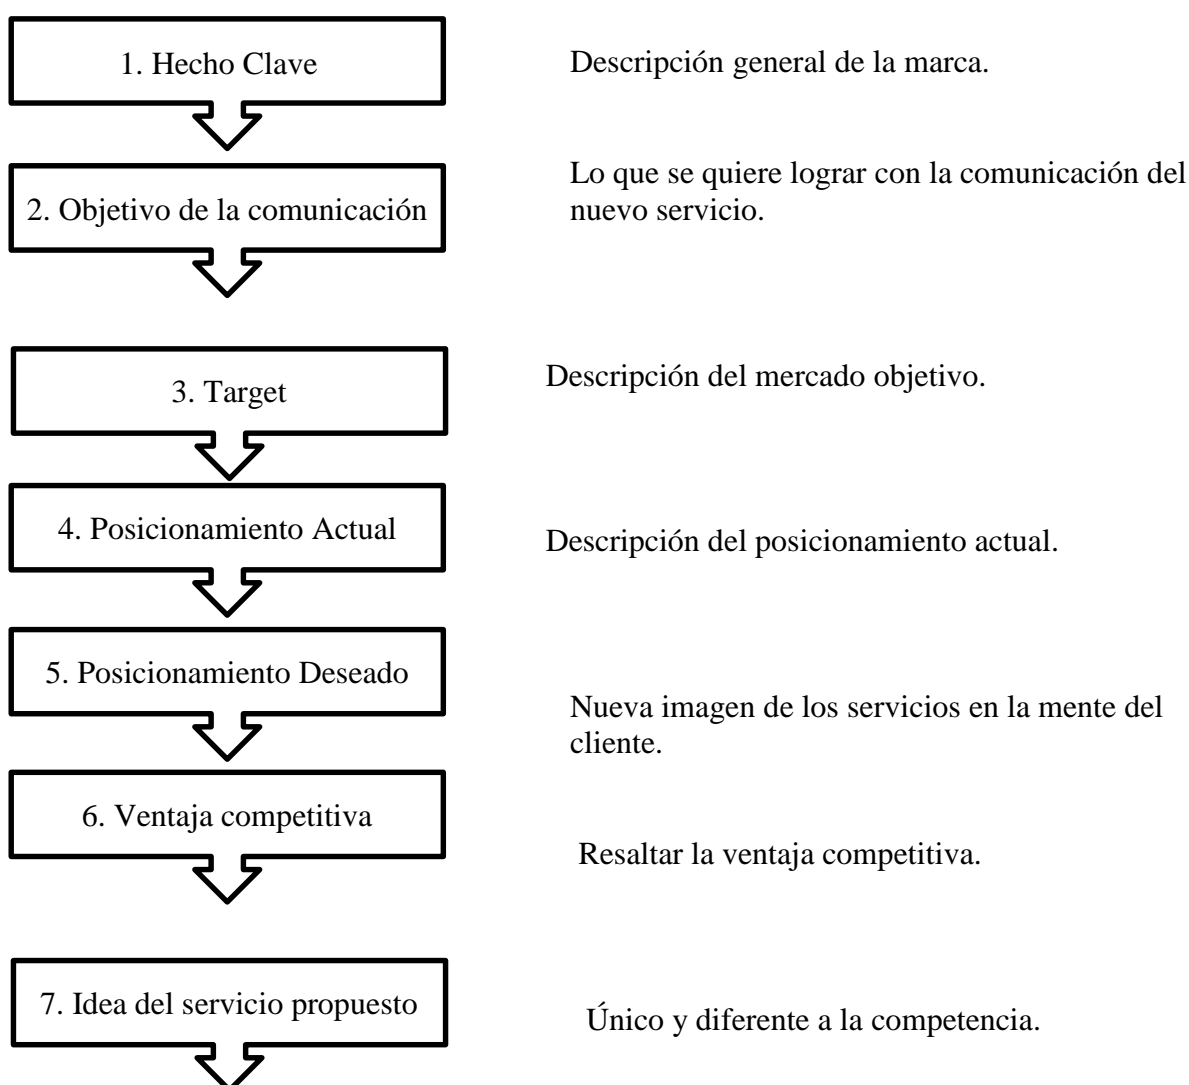 1. Hecho Clave
Descripción general de la marca.
2. Objetivo de la comunicación
Lo que se quiere lograr con la comunicación del
nuevo servicio.
3. Target
Descripción del mercado objetivo.
4. Posicionamiento Actual
Descripción del posicionamiento actual.
5. Posicionamiento Deseado
Nueva imagen de los servicios en la mente del
cliente.
6. Ventaja competitiva
Resaltar la ventaja competitiva.
7. Idea del servicio propuesto
Único y diferente a la competencia.